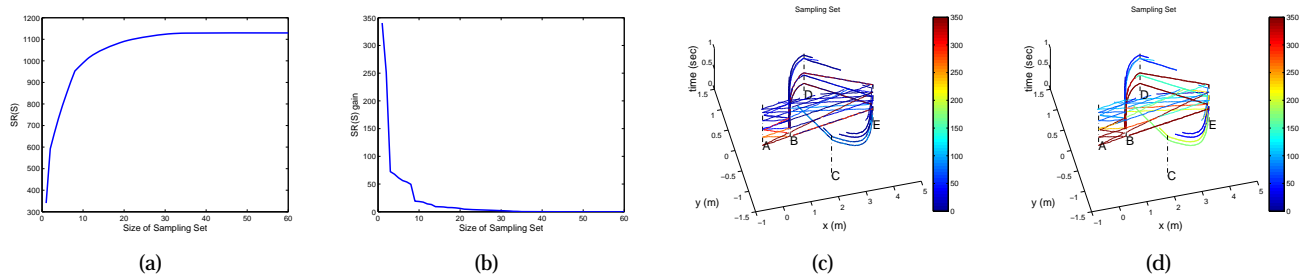 1200
1100
1000
900
800
700
600
500
400
300
0 10 20 30 40 50 60
SR(S)
Size of Sampling Set
(a)
350
300
250
200
150
100
50
0
0 10 20 30 40 50 60
SR(S) gain
Size of Sampling Set
(b)
Sampling Set
1
0.5
0
time (sec)
1.5
1
0.5
0
−0.5
−1
−1.5
y (m)
−1 0 1 2 3 4 5
x (m)
A
B
C
D
E
350
300
250
200
150
100
50
0
(c)
Sampling Set
1
0.5
0
time (sec)
1.5
1
0.5
0
−0.5
−1
−1.5
y (m)
−1 0 1 2 3 4 5
x (m)
A
B
C
D
E
350
300
250
200
150
100
50
0
(d)